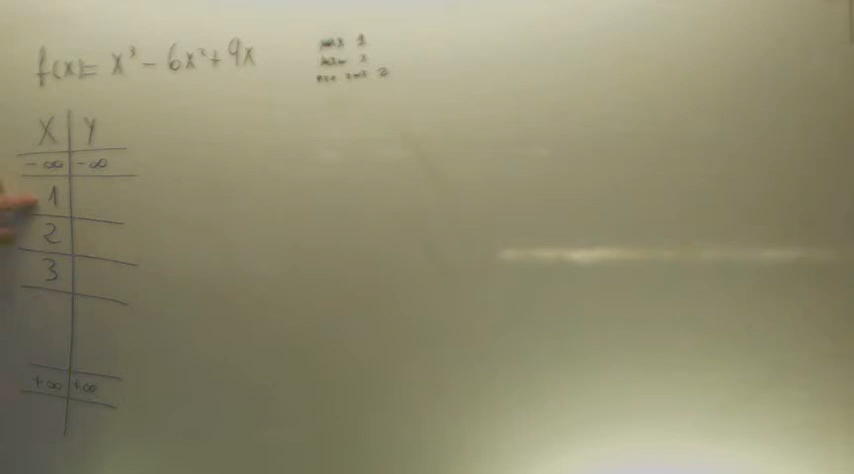 f(x)= x³ - 6x² + 9x
X Y
-∞ -∞
1
2
3
+∞ +∞